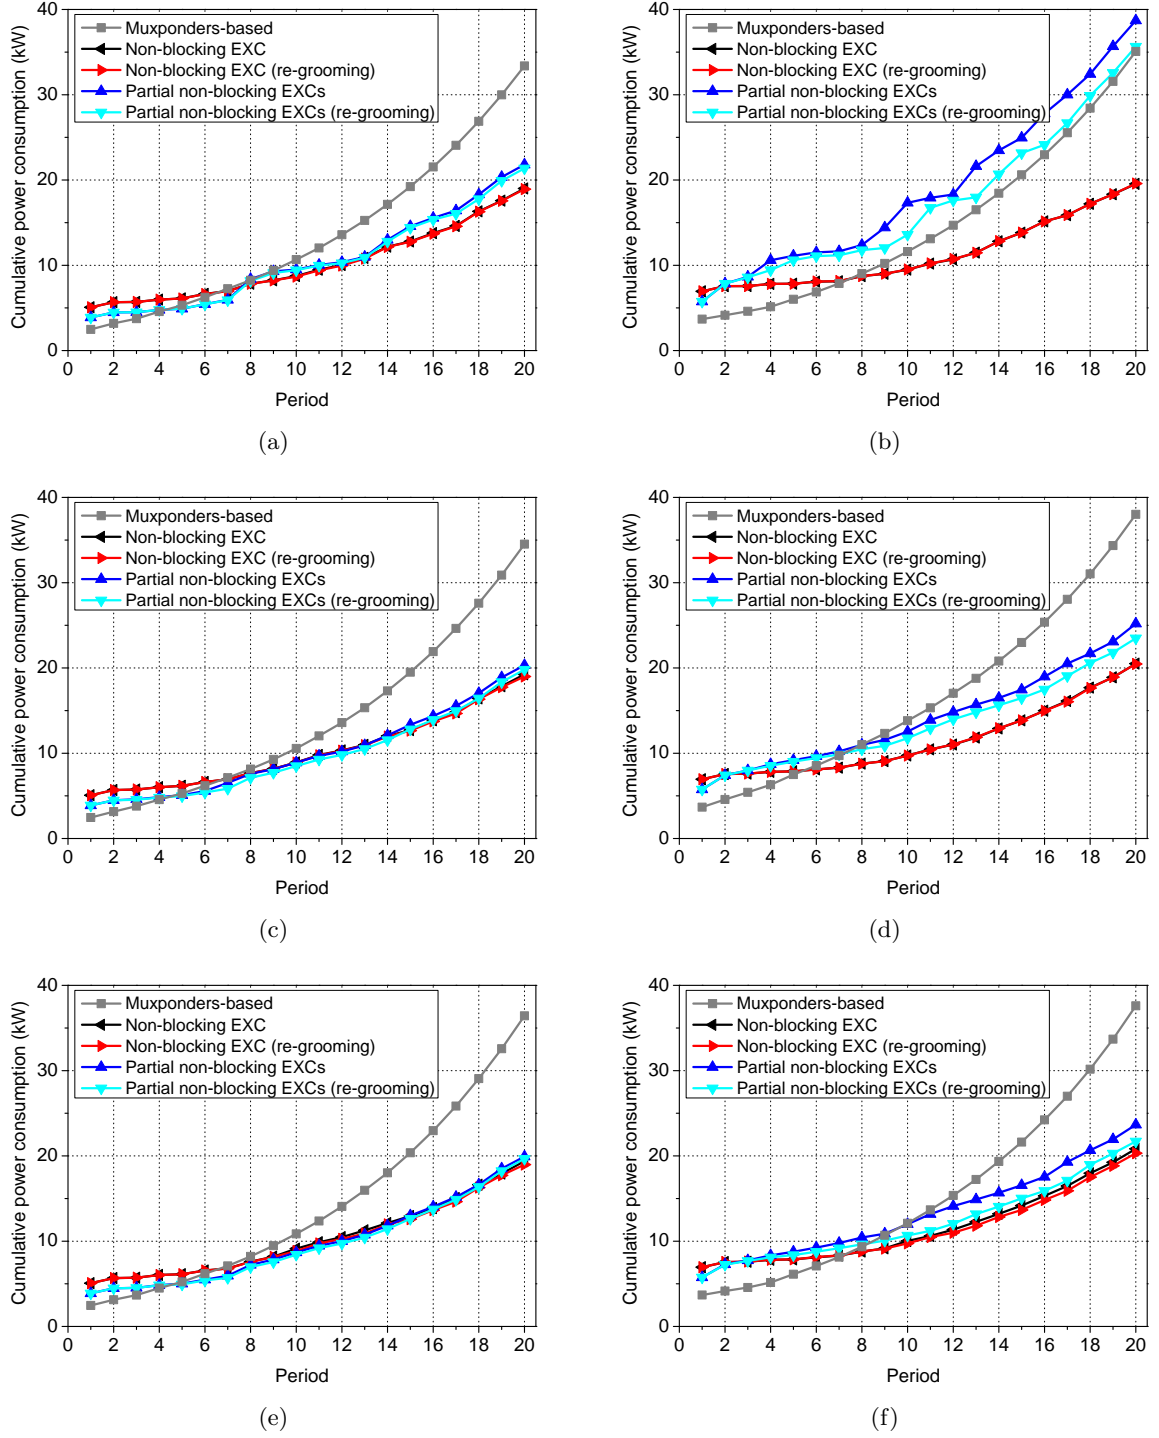 40
30
20
10
0
Cumulative power consumption (kW)
Muxponders-based
Non-blocking EXC
Non-blocking EXC (re-grooming)
Partial non-blocking EXCs
Partial non-blocking EXCs (re-grooming)
0 2 4 6 8 10 12 14 16 18 20
Period
(a)
40
30
20
10
0
Cumulative power consumption (kW)
Muxponders-based
Non-blocking EXC
Non-blocking EXC (re-grooming)
Partial non-blocking EXCs
Partial non-blocking EXCs (re-grooming)
0 2 4 6 8 10 12 14 16 18 20
Period
(b)
40
30
20
10
0
Cumulative power consumption (kW)
Muxponders-based
Non-blocking EXC
Non-blocking EXC (re-grooming)
Partial non-blocking EXCs
Partial non-blocking EXCs (re-grooming)
0 2 4 6 8 10 12 14 16 18 20
Period
(c)
40
30
20
10
0
Cumulative power consumption (kW)
Muxponders-based
Non-blocking EXC
Non-blocking EXC (re-grooming)
Partial non-blocking EXCs
Partial non-blocking EXCs (re-grooming)
0 2 4 6 8 10 12 14 16 18 20
Period
(d)
40
30
20
10
0
Cumulative power consumption (kW)
Muxponders-based
Non-blocking EXC
Non-blocking EXC (re-grooming)
Partial non-blocking EXCs
Partial non-blocking EXCs (re-grooming)
0 2 4 6 8 10 12 14 16 18 20
Period
(e)
40
30
20
10
0
Cumulative power consumption (kW)
Muxponders-based
Non-blocking EXC
Non-blocking EXC (re-grooming)
Partial non-blocking EXCs
Partial non-blocking EXCs (re-grooming)
0 2 4 6 8 10 12 14 16 18 20
Period
(f)